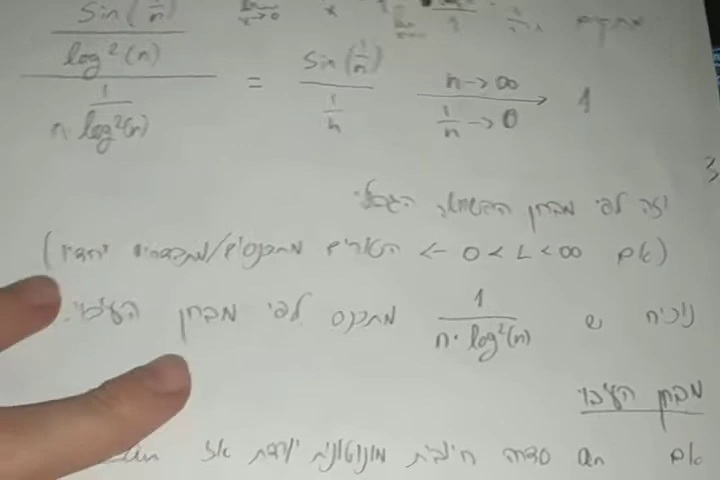 sin(1/n)/log²(n) / 1/(n·log²(n)) = sin(1/n) / 1/n n→∞ 1/n→0 → 1
לפי מבחן ההשוואה הגבולי
(אם 0 < L < ∞ ← הטורים מתכנסים/מתבדרים יחדיו)
נוכיח ש 1/(n·log²(n)) מתכנס לפי מבחן העיבוי.
מבחן העיבוי
אם an סדרה חיובית מונוטונית יורדת אז